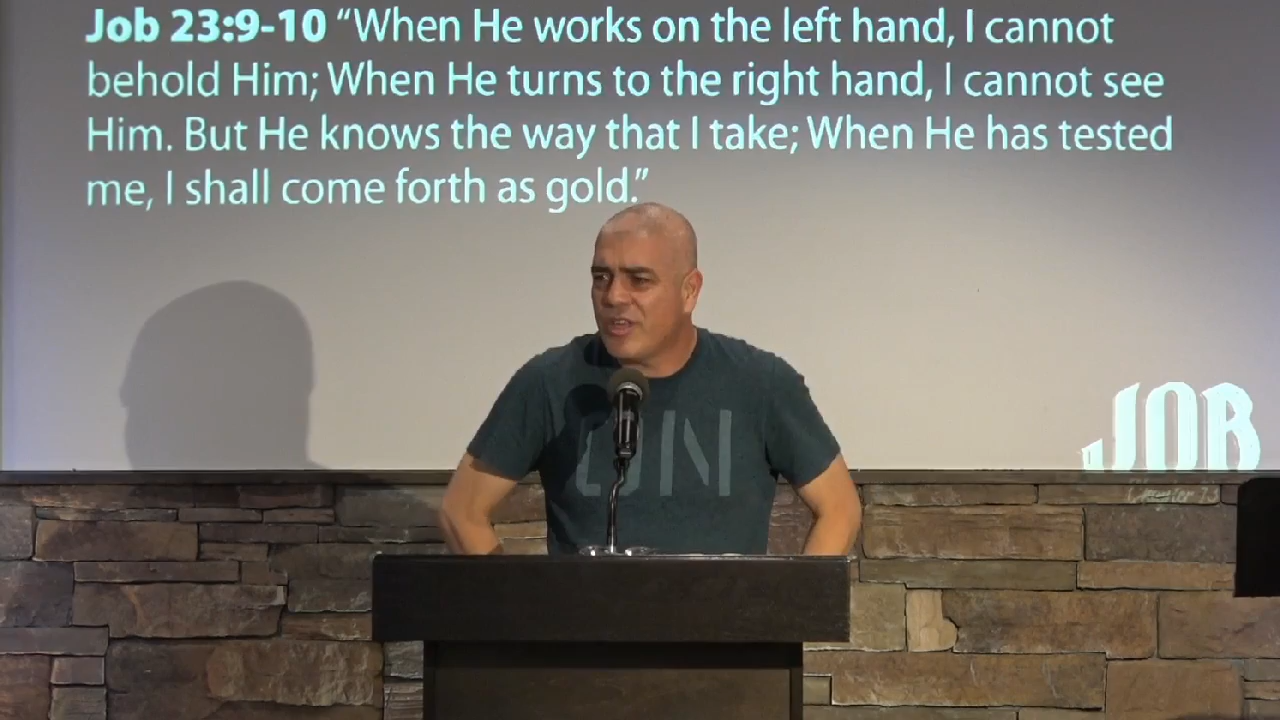 Job 23:9-10 “When He works on the left hand, I cannot
behold Him; When He turns to the right hand, I cannot see
Him. But He knows the way that I take; When He has tested
me, I shall come forth as gold.”
JOB
Chapter 23